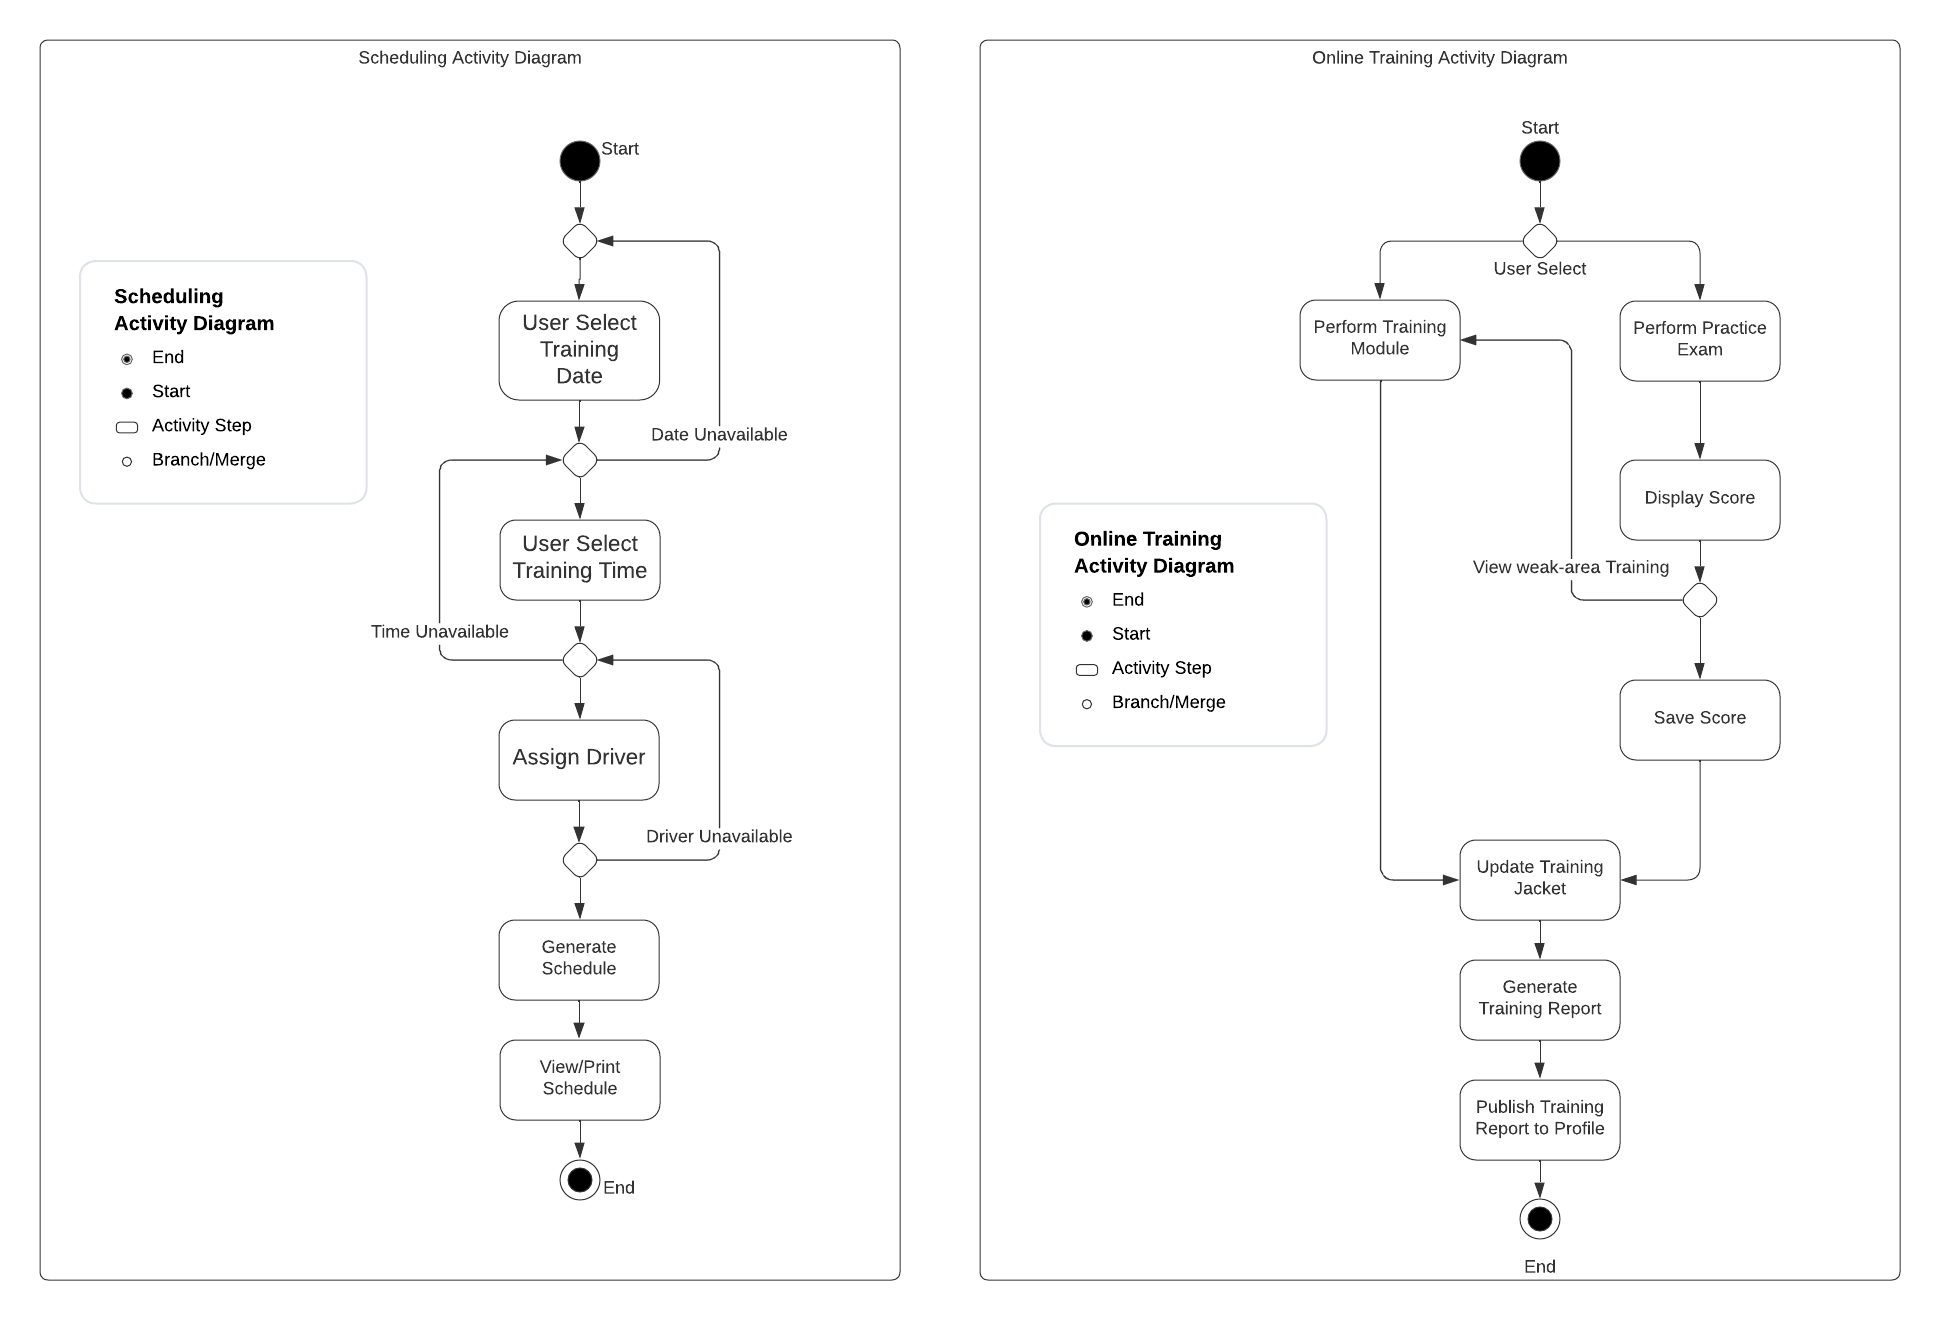 Scheduling Activity Diagram
Start
Scheduling
Activity Diagram
End
Start
Activity Step
Branch/Merge
User Select
Training
Date
Date Unavailable
User Select
Training Time
Time Unavailable
Assign Driver
Driver Unavailable
Generate
Schedule
View/Print
Schedule
End
Online Training Activity Diagram
Start
User Select
Perform Training
Module
Perform Practice
Exam
Display Score
Online Training
Activity Diagram
End
Start
Activity Step
Branch/Merge
View weak-area Training
Save Score
Update Training
Jacket
Generate
Training Report
Publish Training
Report to Profile
End